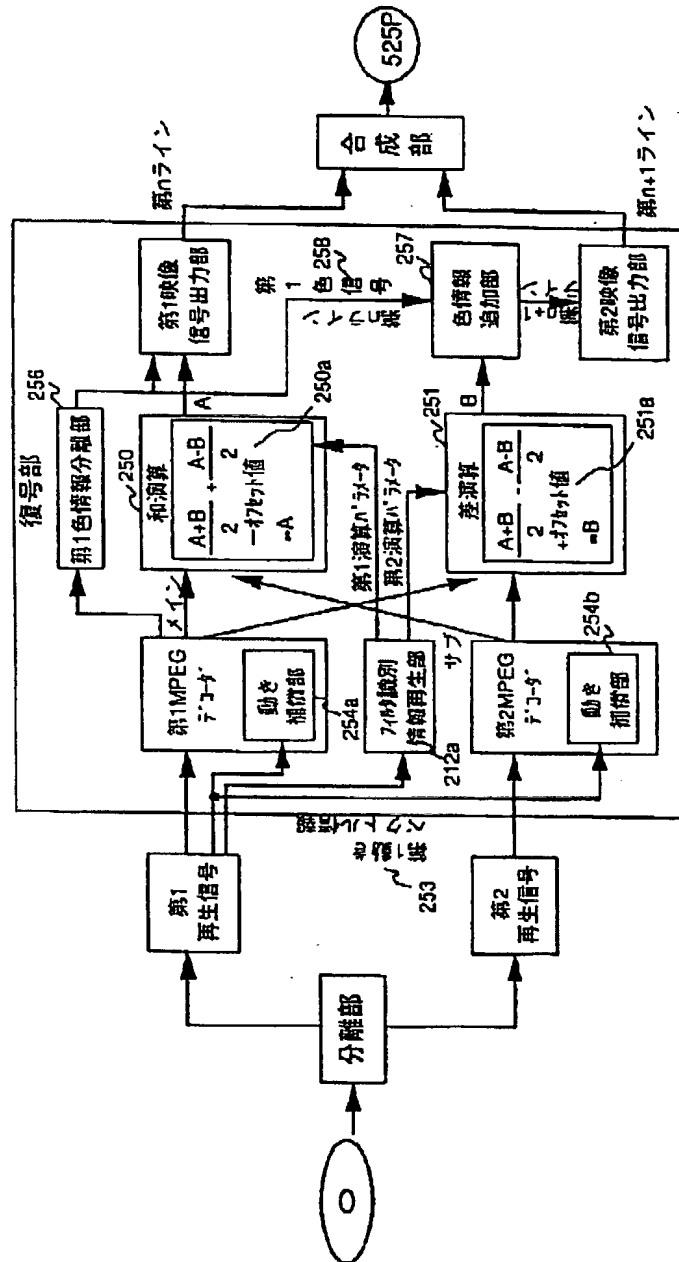 分離部
第1
再生信号
第2
再生信号
253
復号部
第1MPEG
デコーダ
動き
補償部
254a
フィルタ識別
情報再生部
212a
第2MPEG
デコーダ
動き
補償部
254b
メイン
サブ
第1色情報分離部
256
和演算
250
A+B
2
+
A-B
2
−オフセット値
=A
250a
第1演算パラメータ
第2演算パラメータ
差演算
251
A+B
2
-
A-B
2
+オフセット値
=B
251a
A
B
第1映像
信号出力部
第1色信号
258
第nライン
色情報
追加部
257
第2映像
信号出力部
第nライン
第n+1ライン
合成部
525P